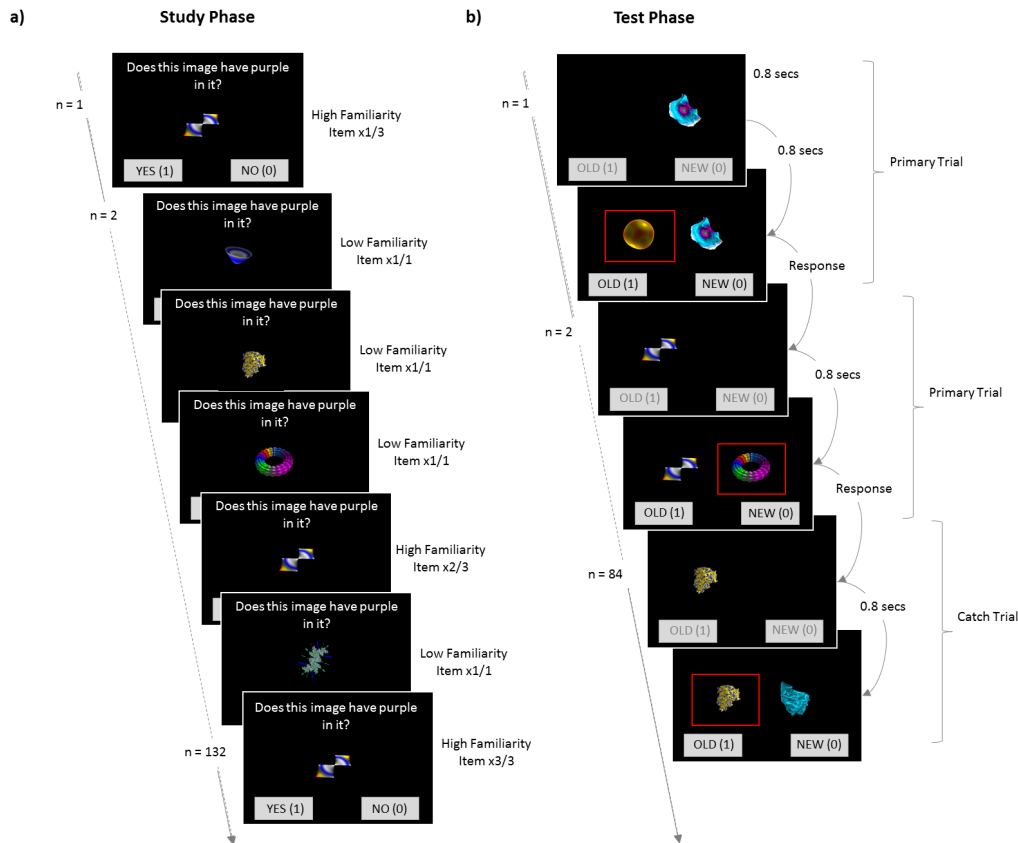 a)
Study Phase
n = 1
Does this image have purple
in it?
YES (1)
NO (0)
High Familiarity
Item x1/3
n = 2
Does this image have purple
in it?
Low Familiarity
Item x1/1
Does this image have purple
in it?
Low Familiarity
Item x1/1
Does this image have purple
in it?
Low Familiarity
Item x1/1
Does this image have purple
in it?
High Familiarity
Item x2/3
Does this image have purple
in it?
Low Familiarity
Item x1/1
n = 132
Does this image have purple
in it?
YES (1)
NO (0)
High Familiarity
Item x3/3
b)
Test Phase
n = 1
0.8 secs
OLD (1)
NEW (0)
0.8 secs
Primary Trial
OLD (1)
NEW (0)
Response
n = 2
OLD (1)
NEW (0)
0.8 secs
Primary Trial
OLD (1)
NEW (0)
Response
n = 84
OLD (1)
NEW (0)
0.8 secs
Catch Trial
OLD (1)
NEW (0)